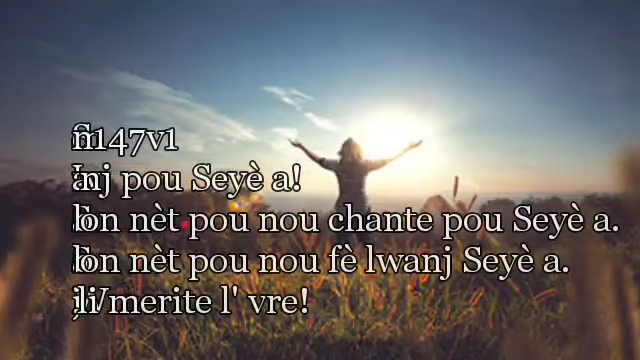 147v1
pou Seyè a!
nèt pou nou chante pou Seyè a.
nèt pou nou fè lwanj Seyè a.
merite l' vre!